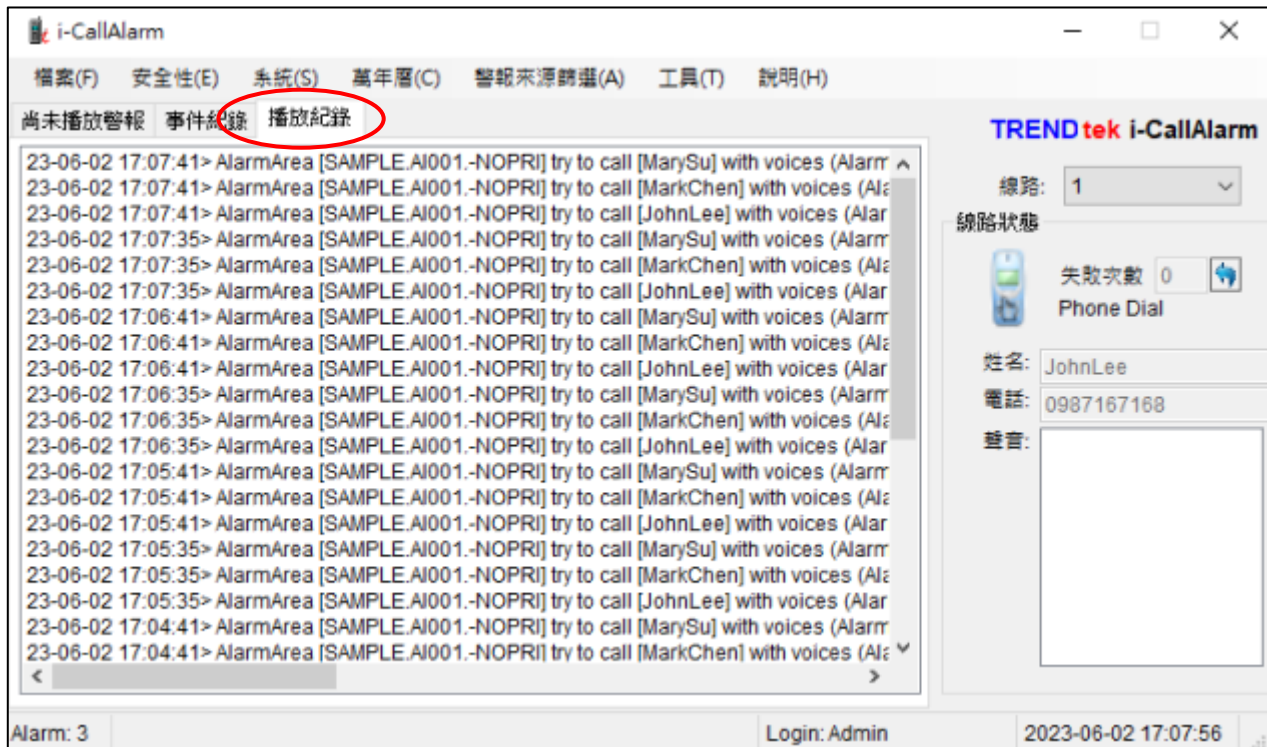 i-CallAlarm
檔案(F) 安全性(E) 系統(S) 萬年曆(C) 警報來源篩選(A) 工具(T) 說明(H)
尚未播放警報 事件紀錄 播放紀錄
23-06-02 17:07:41> AlarmArea [SAMPLE.AI001.-NOPRI] try to call [MarySu] with voices (Alarm
23-06-02 17:07:41> AlarmArea [SAMPLE.AI001.-NOPRI] try to call [MarkChen] with voices (Ala
23-06-02 17:07:41> AlarmArea [SAMPLE.AI001.-NOPRI] try to call [JohnLee] with voices (Alar
23-06-02 17:07:35> AlarmArea [SAMPLE.AI001.-NOPRI] try to call [MarySu] with voices (Alarm
23-06-02 17:07:35> AlarmArea [SAMPLE.AI001.-NOPRI] try to call [MarkChen] with voices (Ala
23-06-02 17:07:35> AlarmArea [SAMPLE.AI001.-NOPRI] try to call [JohnLee] with voices (Alar
23-06-02 17:06:41> AlarmArea [SAMPLE.AI001.-NOPRI] try to call [MarySu] with voices (Alarm
23-06-02 17:06:41> AlarmArea [SAMPLE.AI001.-NOPRI] try to call [MarkChen] with voices (Ala
23-06-02 17:06:41> AlarmArea [SAMPLE.AI001.-NOPRI] try to call [JohnLee] with voices (Alar
23-06-02 17:06:35> AlarmArea [SAMPLE.AI001.-NOPRI] try to call [MarySu] with voices (Alarm
23-06-02 17:06:35> AlarmArea [SAMPLE.AI001.-NOPRI] try to call [MarkChen] with voices (Ala
23-06-02 17:06:35> AlarmArea [SAMPLE.AI001.-NOPRI] try to call [JohnLee] with voices (Alar
23-06-02 17:05:41> AlarmArea [SAMPLE.AI001.-NOPRI] try to call [MarySu] with voices (Alarm
23-06-02 17:05:41> AlarmArea [SAMPLE.AI001.-NOPRI] try to call [MarkChen] with voices (Ala
23-06-02 17:05:41> AlarmArea [SAMPLE.AI001.-NOPRI] try to call [JohnLee] with voices (Alar
23-06-02 17:05:35> AlarmArea [SAMPLE.AI001.-NOPRI] try to call [MarySu] with voices (Alarm
23-06-02 17:05:35> AlarmArea [SAMPLE.AI001.-NOPRI] try to call [MarkChen] with voices (Ala
23-06-02 17:05:35> AlarmArea [SAMPLE.AI001.-NOPRI] try to call [JohnLee] with voices (Alar
23-06-02 17:04:41> AlarmArea [SAMPLE.AI001.-NOPRI] try to call [MarySu] with voices (Alarm
23-06-02 17:04:41> AlarmArea [SAMPLE.AI001.-NOPRI] try to call [MarkChen] with voices (Ala
TRENDtek i-CallAlarm
線路: 1
線路狀態
失敗次數 0
Phone Dial
姓名: JohnLee
電話: 0987167168
聲音:
Alarm: 3 Login: Admin 2023-06-02 17:07:56